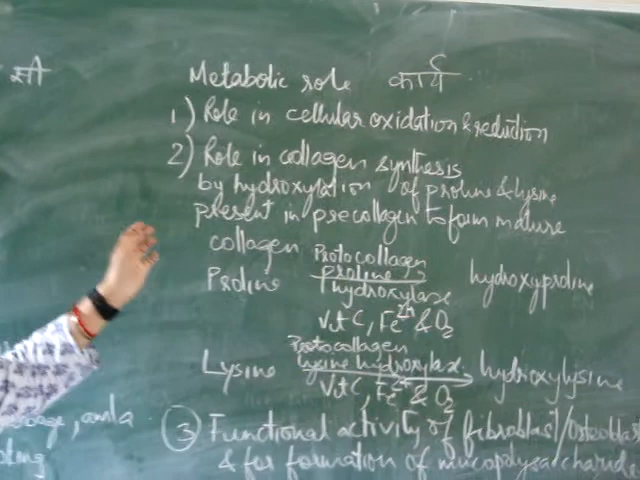 Metabolic role कार्य
1) Role in cellular oxidation & reduction
2) Role in collagen synthesis
by hydroxylation of proline & lysine
present in precollagen to form mature
collagen
Proline Protocollagen proline hydroxylase hydroxyproline
Vit C, Fe²⁺ & O₂
Lysine Protocollagen lysine hydroxylase hydroxylysine
Vit C, Fe²⁺ & O₂
③ Functional activity of fibroblast/osteoblast
& for formation of mucopolysaccharide